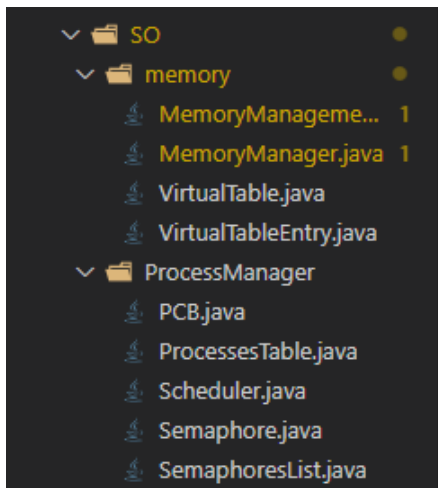 SO
memory
MemoryManageme... 1
MemoryManager.java 1
VirtualTable.java
VirtualTableEntry.java
ProcessManager
PCB.java
ProcessesTable.java
Scheduler.java
Semaphore.java
SemaphoresList.java